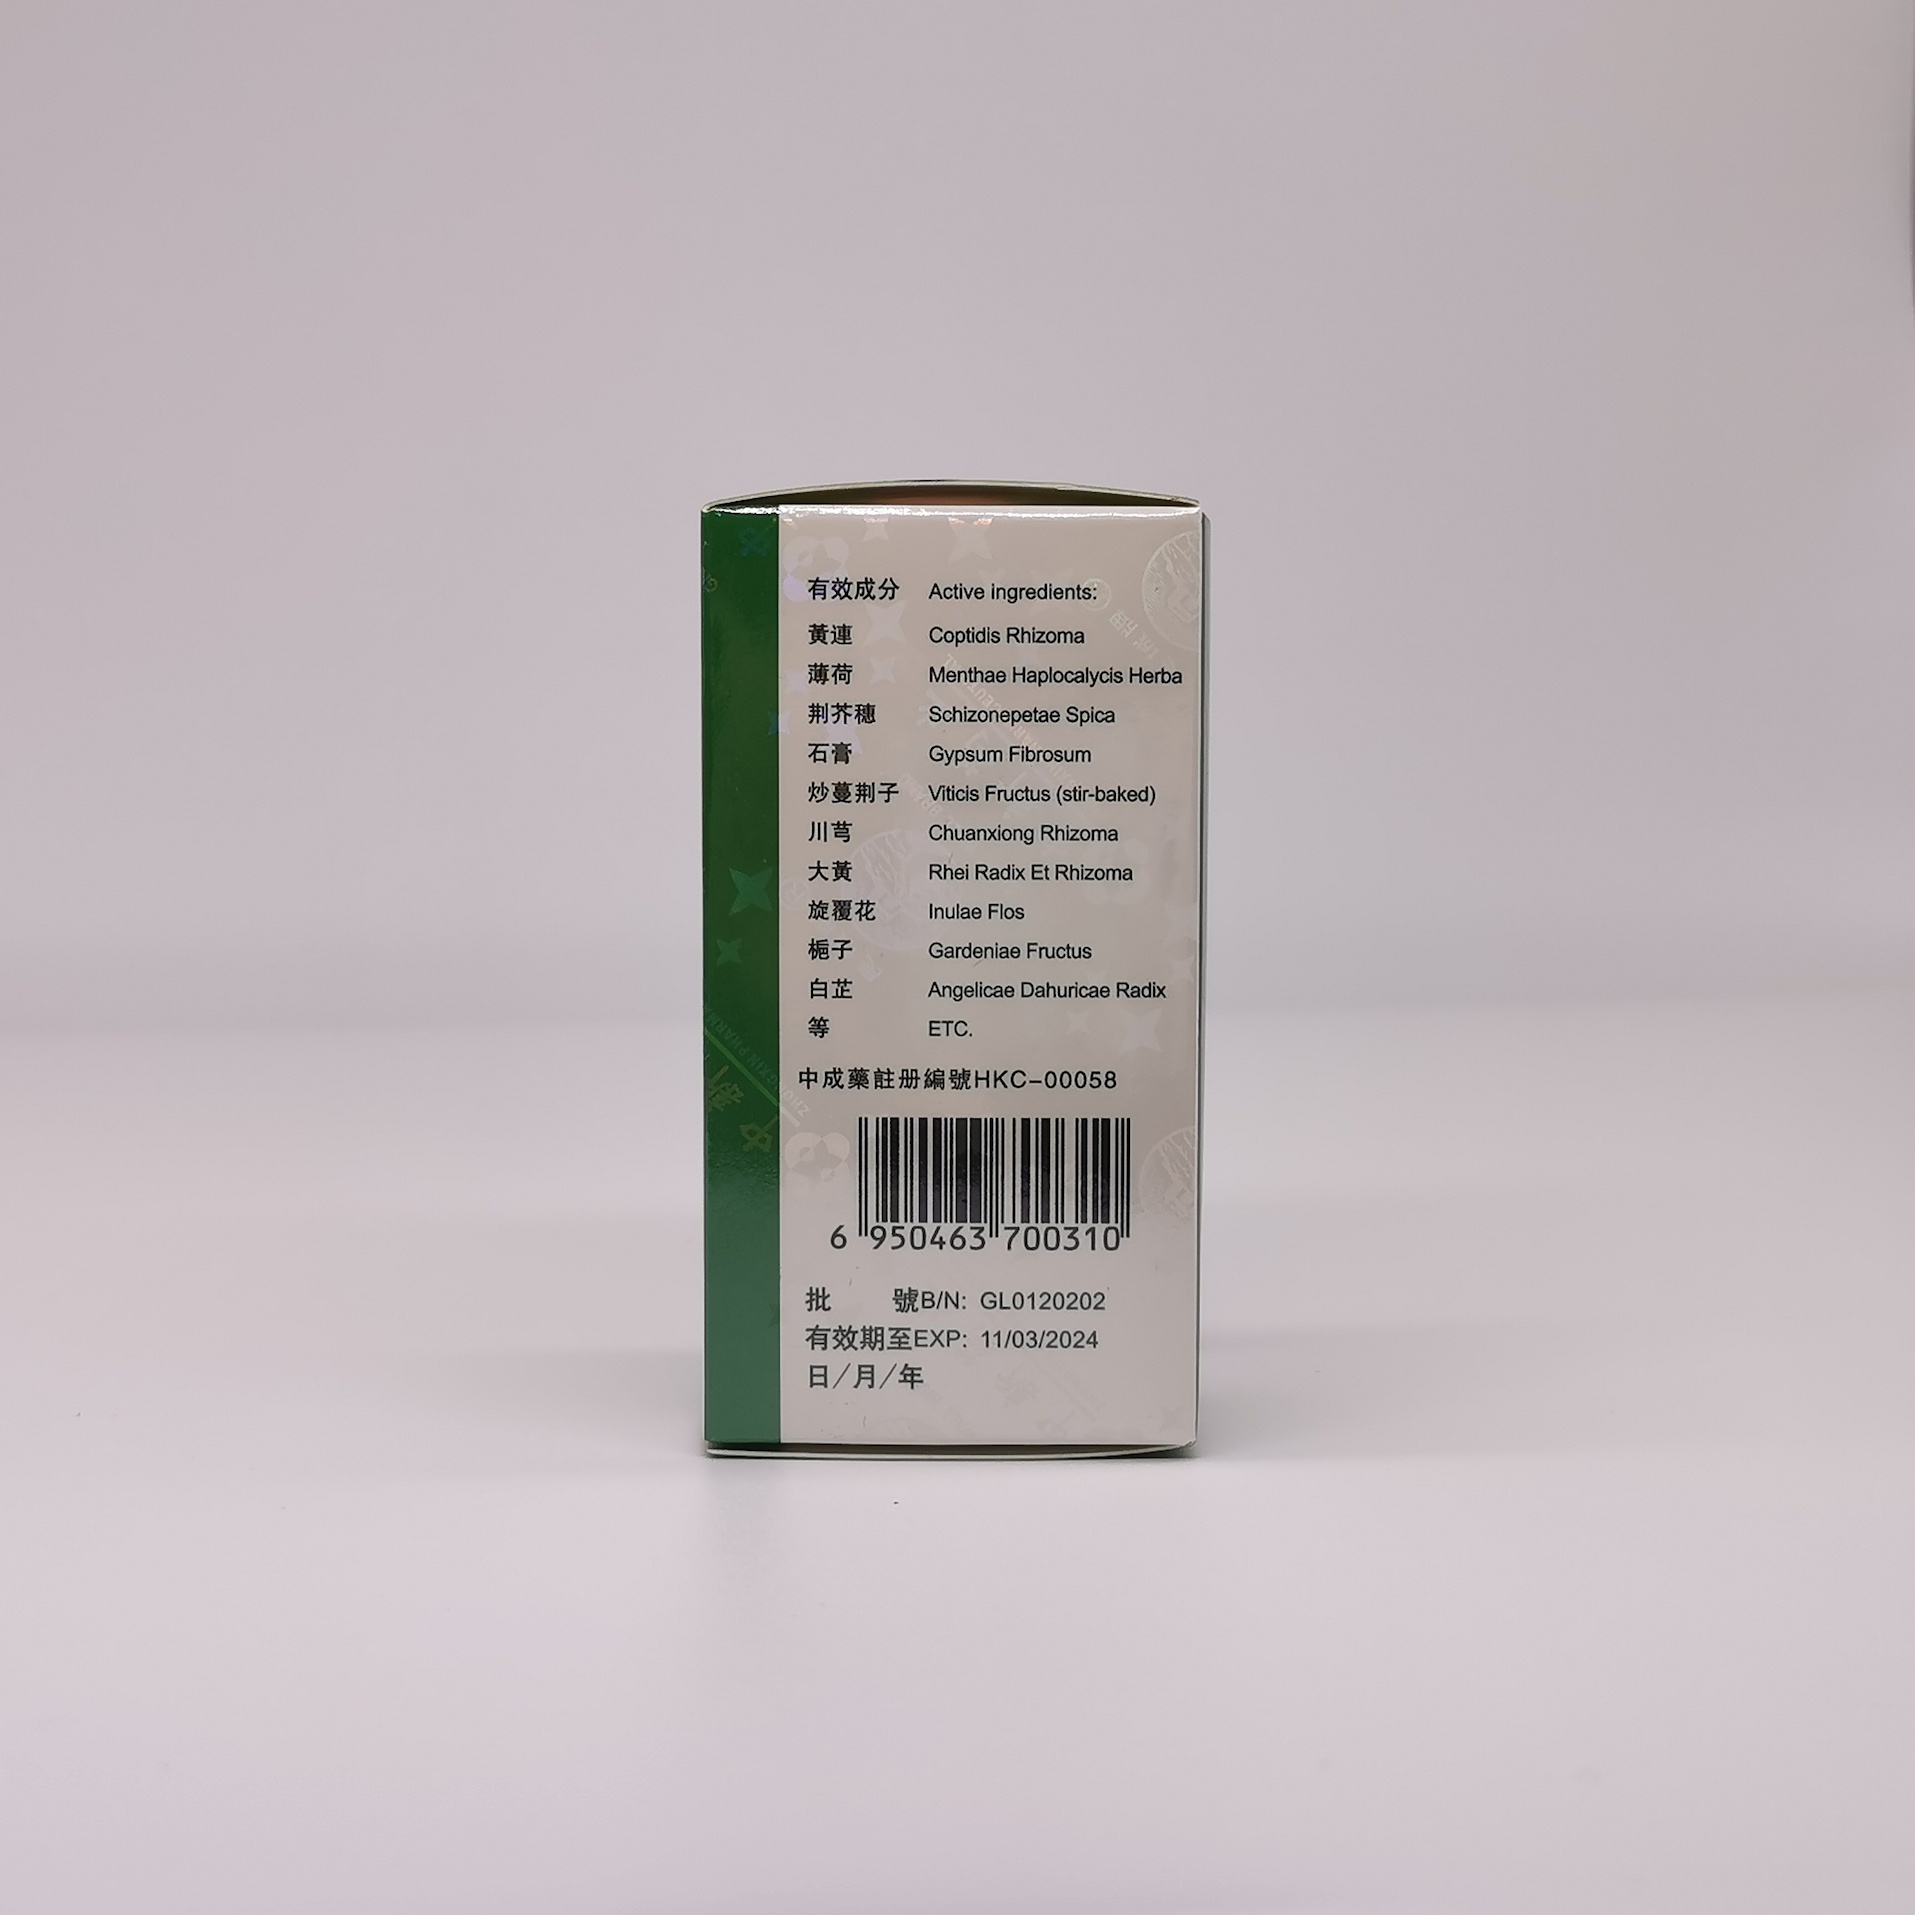 有效成分 Active ingredients:
黃連 Coptidis Rhizoma
薄荷 Menthae Haplocalycis Herba
荆芥穗 Schizonepetae Spica
石膏 Gypsum Fibrosum
炒蔓荆子 Viticis Fructus (stir-baked)
川芎 Chuanxiong Rhizoma
大黃 Rhei Radix Et Rhizoma
旋覆花 Inulae Flos
梔子 Gardeniae Fructus
白芷 Angelicae Dahuricae Radix
等 ETC.
中成藥註册編號HKC-00058
6 950463 700310
批 號B/N: GL0120202
有效期至EXP: 11/03/2024
日/月/年